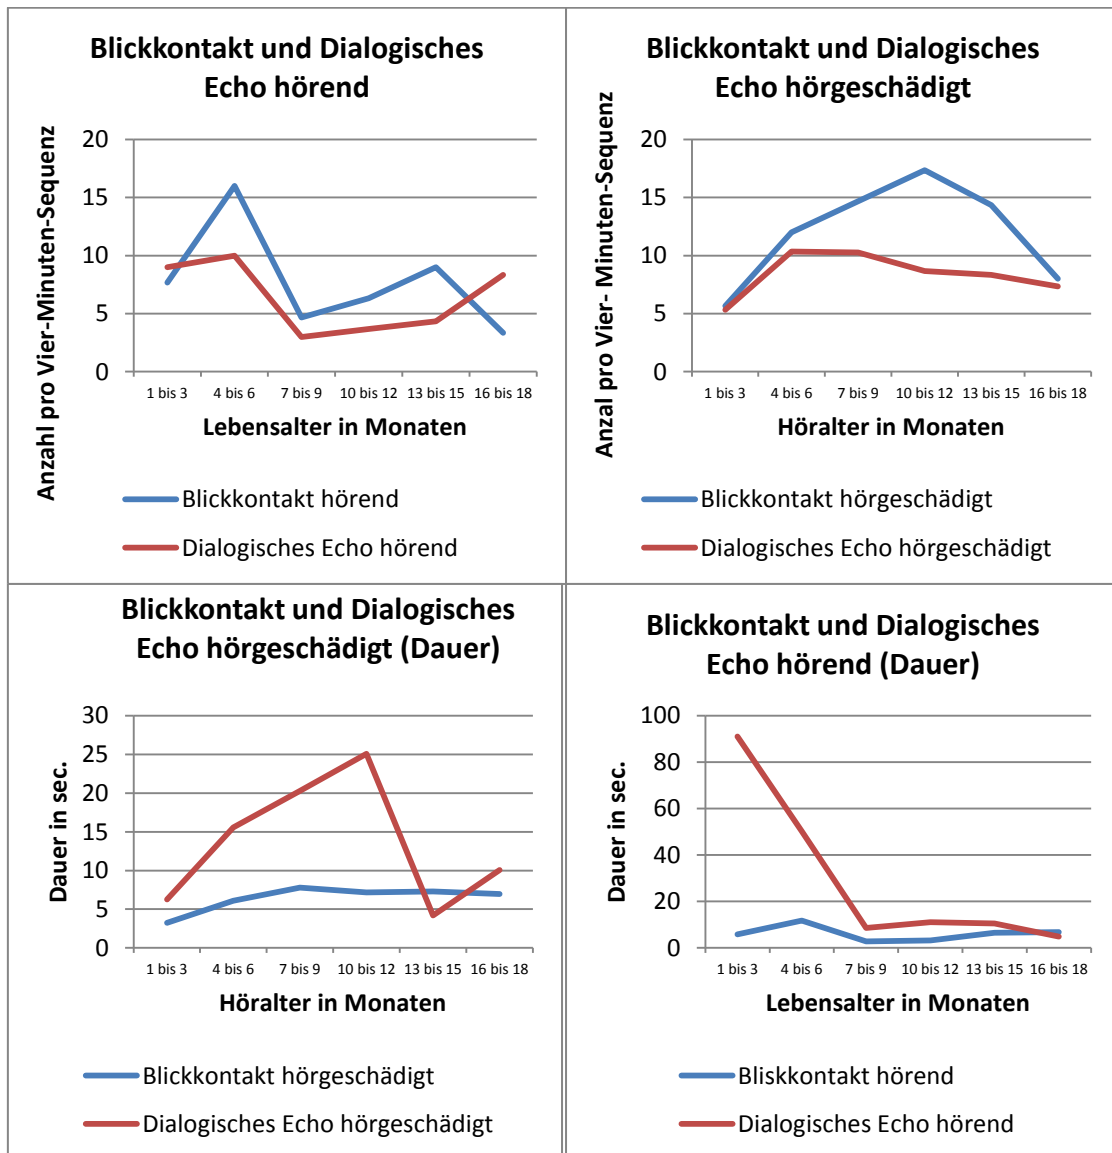 Blickkontakt und Dialogisches
Echo hörend
Anzahl pro Vier-Minuten-Sequenz
20
15
10
5
0
1 bis 3 4 bis 6 7 bis 9 10 bis 12 13 bis 15 16 bis 18
Lebensalter in Monaten
Blickkontakt hörend
Dialogisches Echo hörend
Blickkontakt und Dialogisches
Echo hörgeschädigt
Anzal pro Vier- Minuten-Sequenz
20
15
10
5
0
1 bis 3 4 bis 6 7 bis 9 10 bis 12 13 bis 15 16 bis 18
Höralter in Monaten
Blickkontakt hörgeschädigt
Dialogisches Echo hörgeschädigt
Blickkontakt und Dialogisches
Echo hörgeschädigt (Dauer)
Dauer in sec.
30
25
20
15
10
5
0
1 bis 3 4 bis 6 7 bis 9 10 bis 12 13 bis 15 16 bis 18
Höralter in Monaten
Blickkontakt hörgeschädigt
Dialogisches Echo hörgeschädigt
Blickkontakt und Dialogisches
Echo hörend (Dauer)
Dauer in sec.
100
80
60
40
20
0
1 bis 3 4 bis 6 7 bis 9 10 bis 12 13 bis 15 16 bis 18
Lebensalter in Monaten
Bliskkontakt hörend
Dialogisches Echo hörend